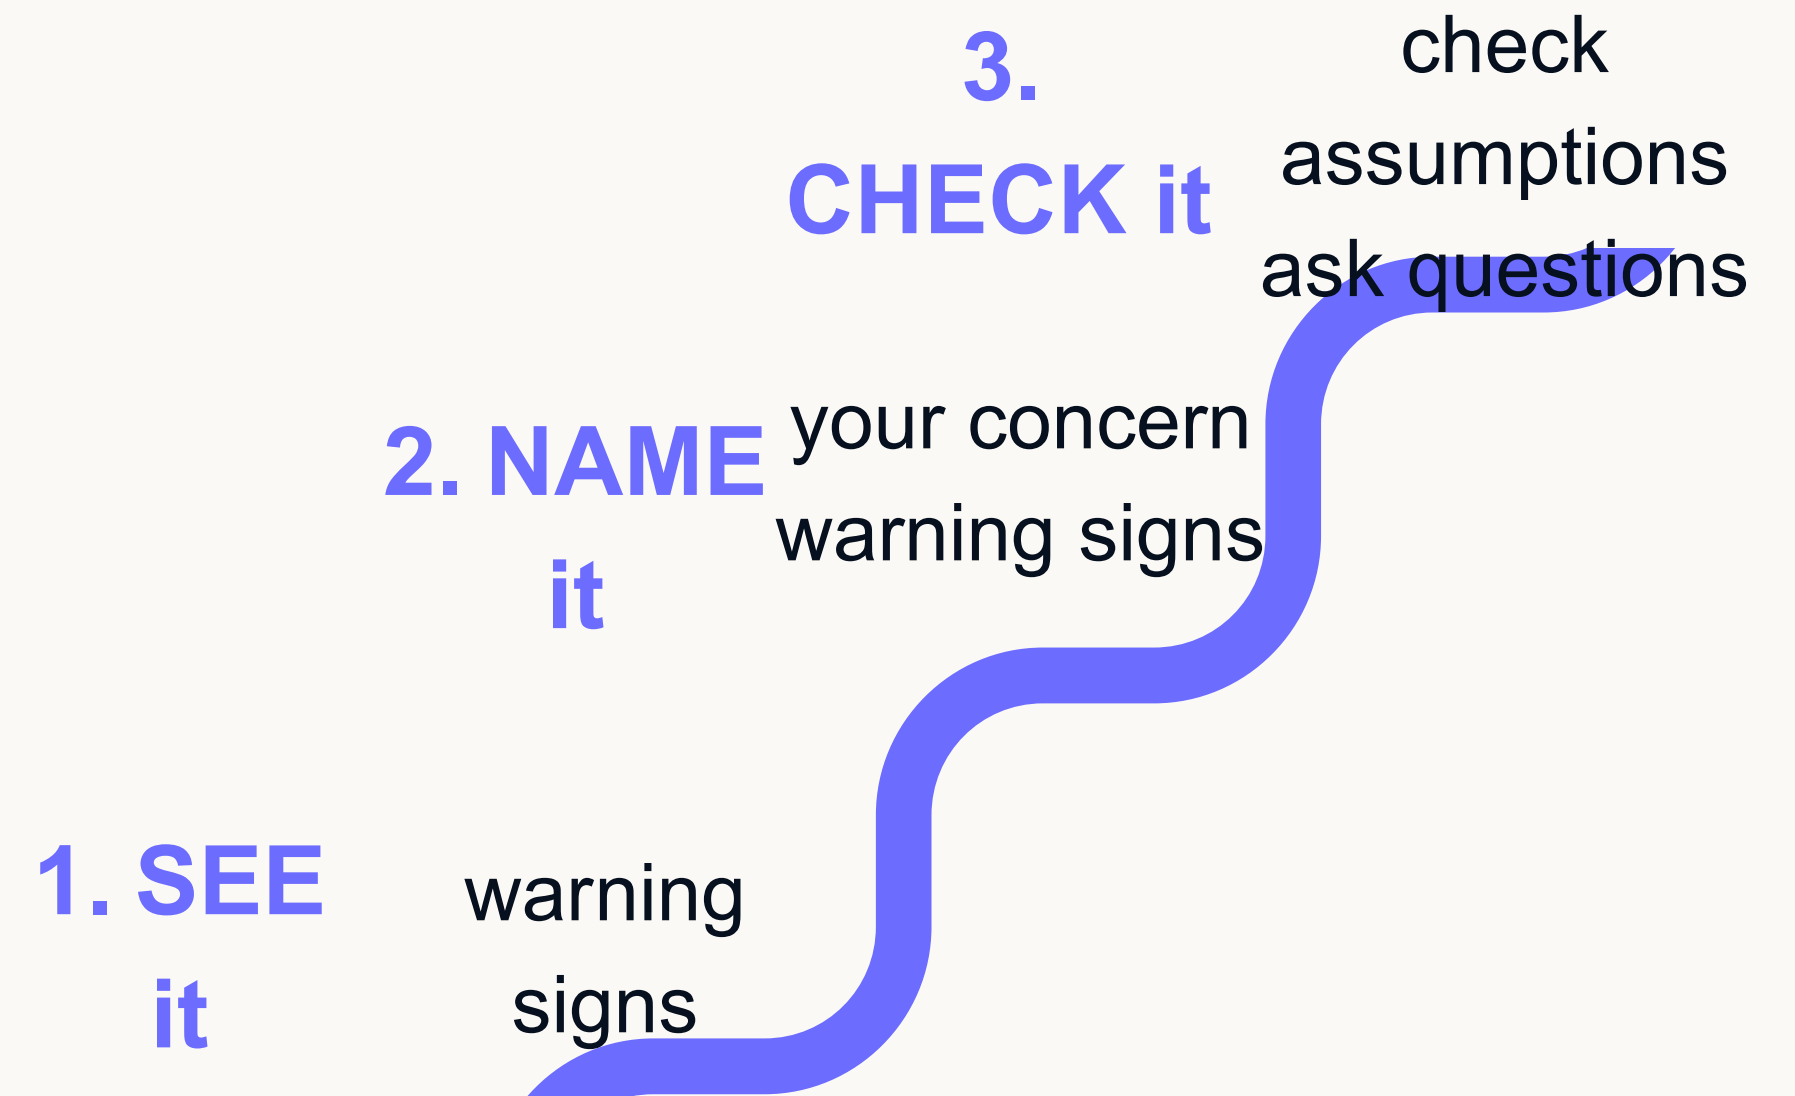 3.
CHECK it
check
assumptions
ask questions
2. NAME
it
your concern
warning signs
1. SEE
it
warning
signs